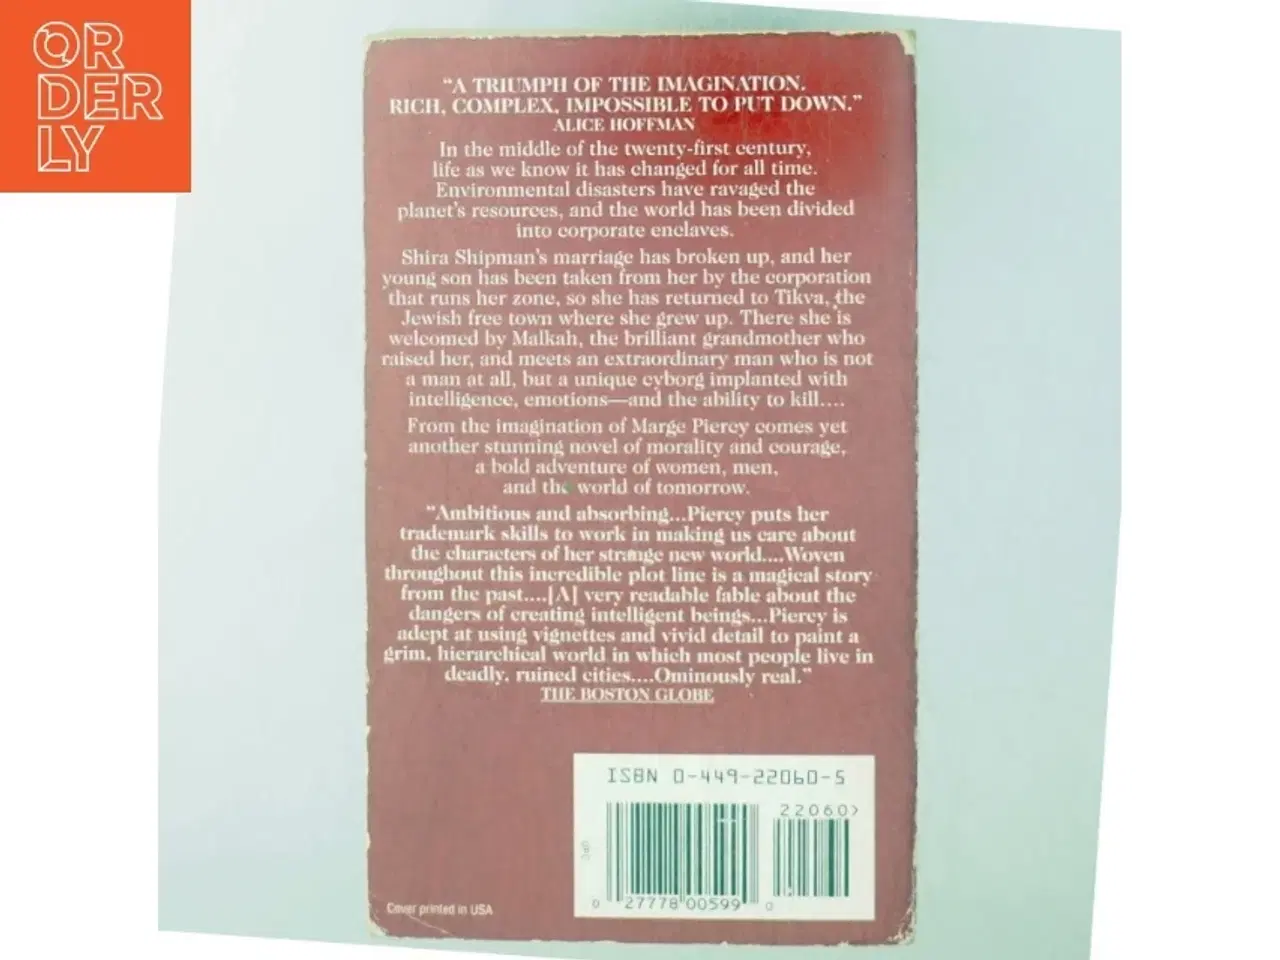 OR
DER
LY
"A TRIUMPH OF THE IMAGINATION.
RICH, COMPLEX, IMPOSSIBLE TO PUT DOWN."
ALICE HOFFMAN
In the middle of the twenty-first century,
life as we know it has changed for all time.
Environmental disasters have ravaged the
planet's resources, and the world has been divided
into corporate enclaves.
Shira Shipman's marriage has broken up, and her
young son has been taken from her by the corporation
that runs her zone, so she has returned to Tikva, the
Jewish free town where she grew up. There she is
welcomed by Malkah, the brilliant grandmother who
raised her, and meets an extraordinary man who is not
a man at all, but a unique cyborg implanted with
intelligence, emotions—and the ability to kill....
From the imagination of Marge Piercy comes yet
another stunning novel of morality and courage,
a bold adventure of women, men,
and the world of tomorrow.
"Ambitious and absorbing...Piercy puts her
trademark skills to work in making us care about
the characters of her strange new world....Woven
throughout this incredible plot line is a magical story
from the past....[A] very readable fable about the
dangers of creating intelligent beings...Piercy is
adept at using vignettes and vivid detail to paint a
grim, hierarchical world in which most people live in
deadly, ruined cities....Ominously real."
THE BOSTON GLOBE
ISBN 0-449-22060-5
22060>
0 27778 00599 0
Cover printed in USA